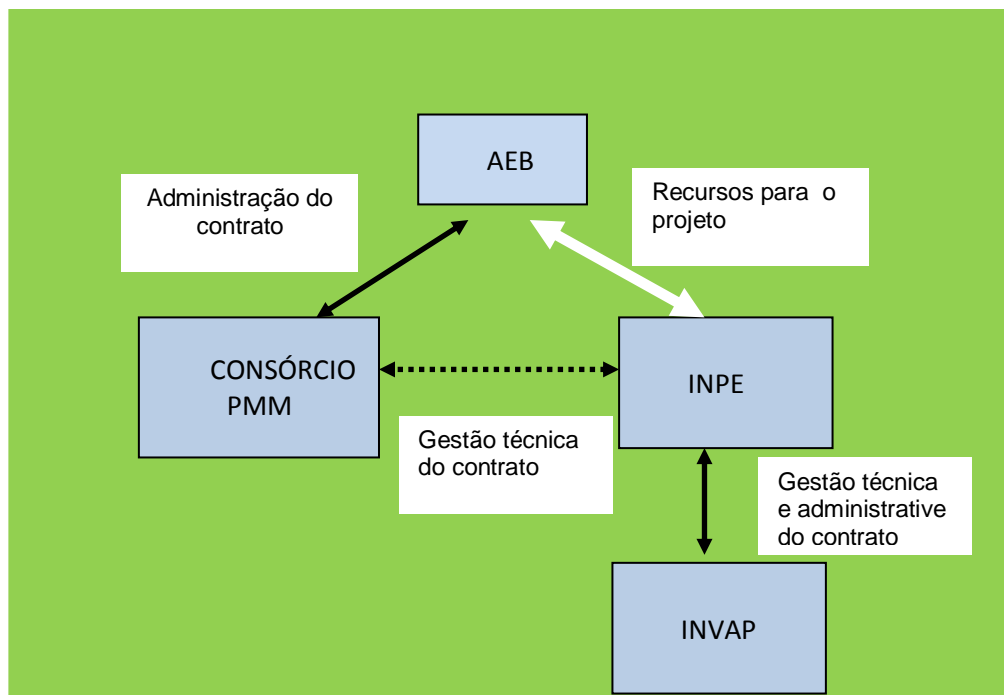 AEB
Administração do
contrato
Recursos para o
projeto
CONSÓRCIO
PMM
INPE
Gestão técnica
do contrato
Gestão técnica
e administrative
do contrato
INVAP